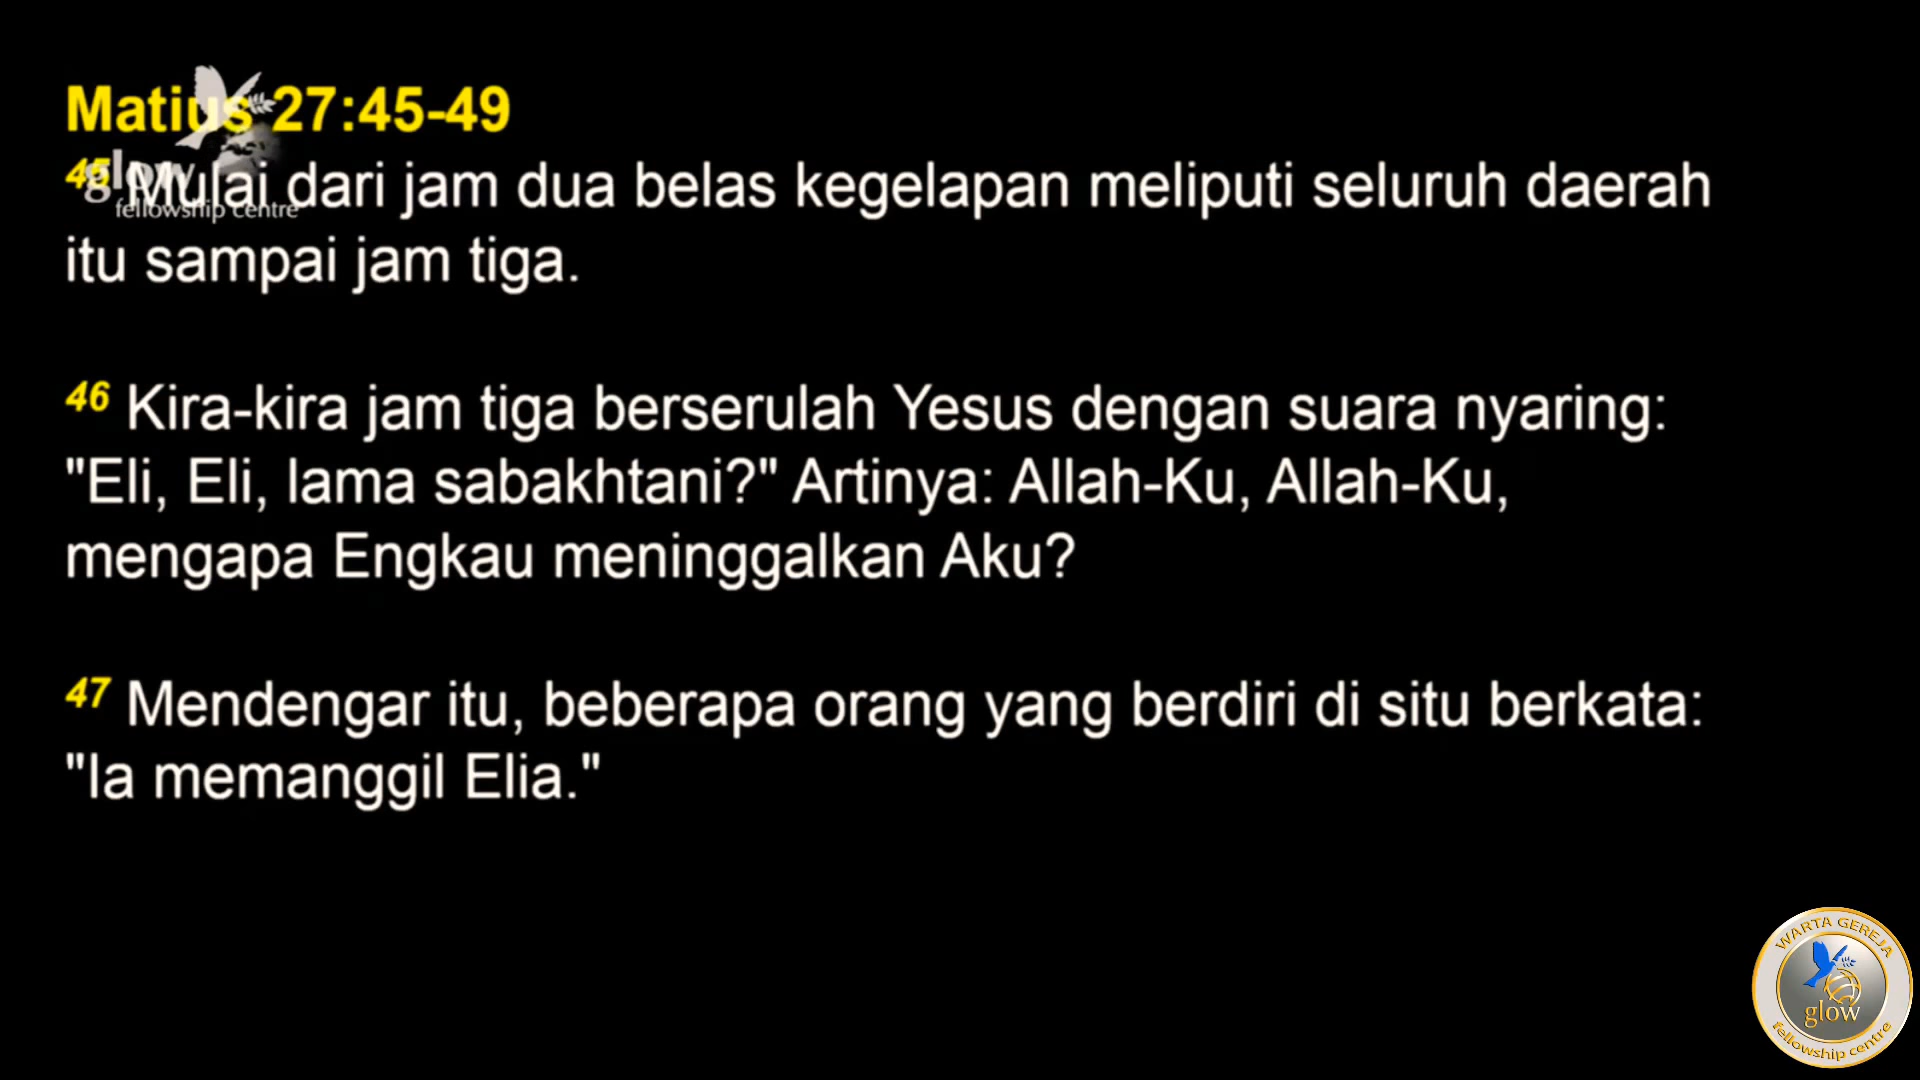 Matius 27:45-49
45 Mulai dari jam dua belas kegelapan meliputi seluruh daerah
itu sampai jam tiga.
46 Kira-kira jam tiga berserulah Yesus dengan suara nyaring:
"Eli, Eli, lama sabakhtani?" Artinya: Allah-Ku, Allah-Ku,
mengapa Engkau meninggalkan Aku?
47 Mendengar itu, beberapa orang yang berdiri di situ berkata:
"Ia memanggil Elia."
glow
fellowship centre
WARTA GEREJA
glow
fellowship centre